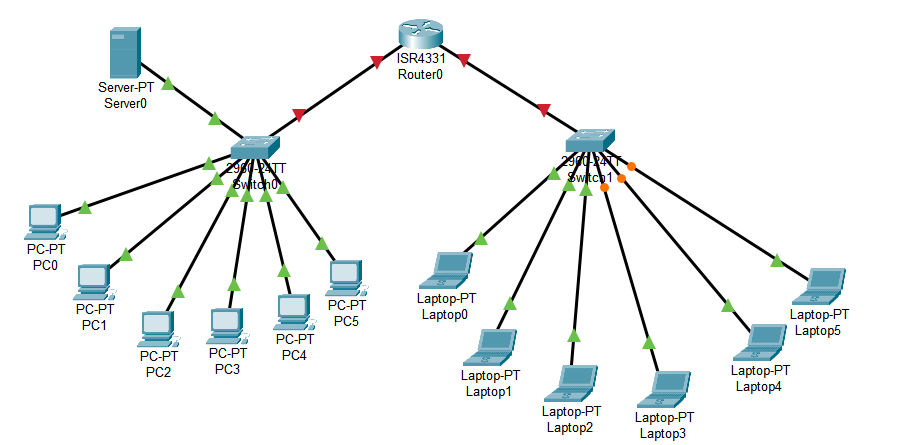 ISR4331
Router0
Server-PT
Server0
2960-24TT
Switch0
2960-24TT
Switch1
PC-PT
PC0
PC-PT
PC1
PC-PT
PC2
PC-PT
PC3
PC-PT
PC4
PC-PT
PC5
Laptop-PT
Laptop0
Laptop-PT
Laptop1
Laptop-PT
Laptop2
Laptop-PT
Laptop3
Laptop-PT
Laptop4
Laptop-PT
Laptop5